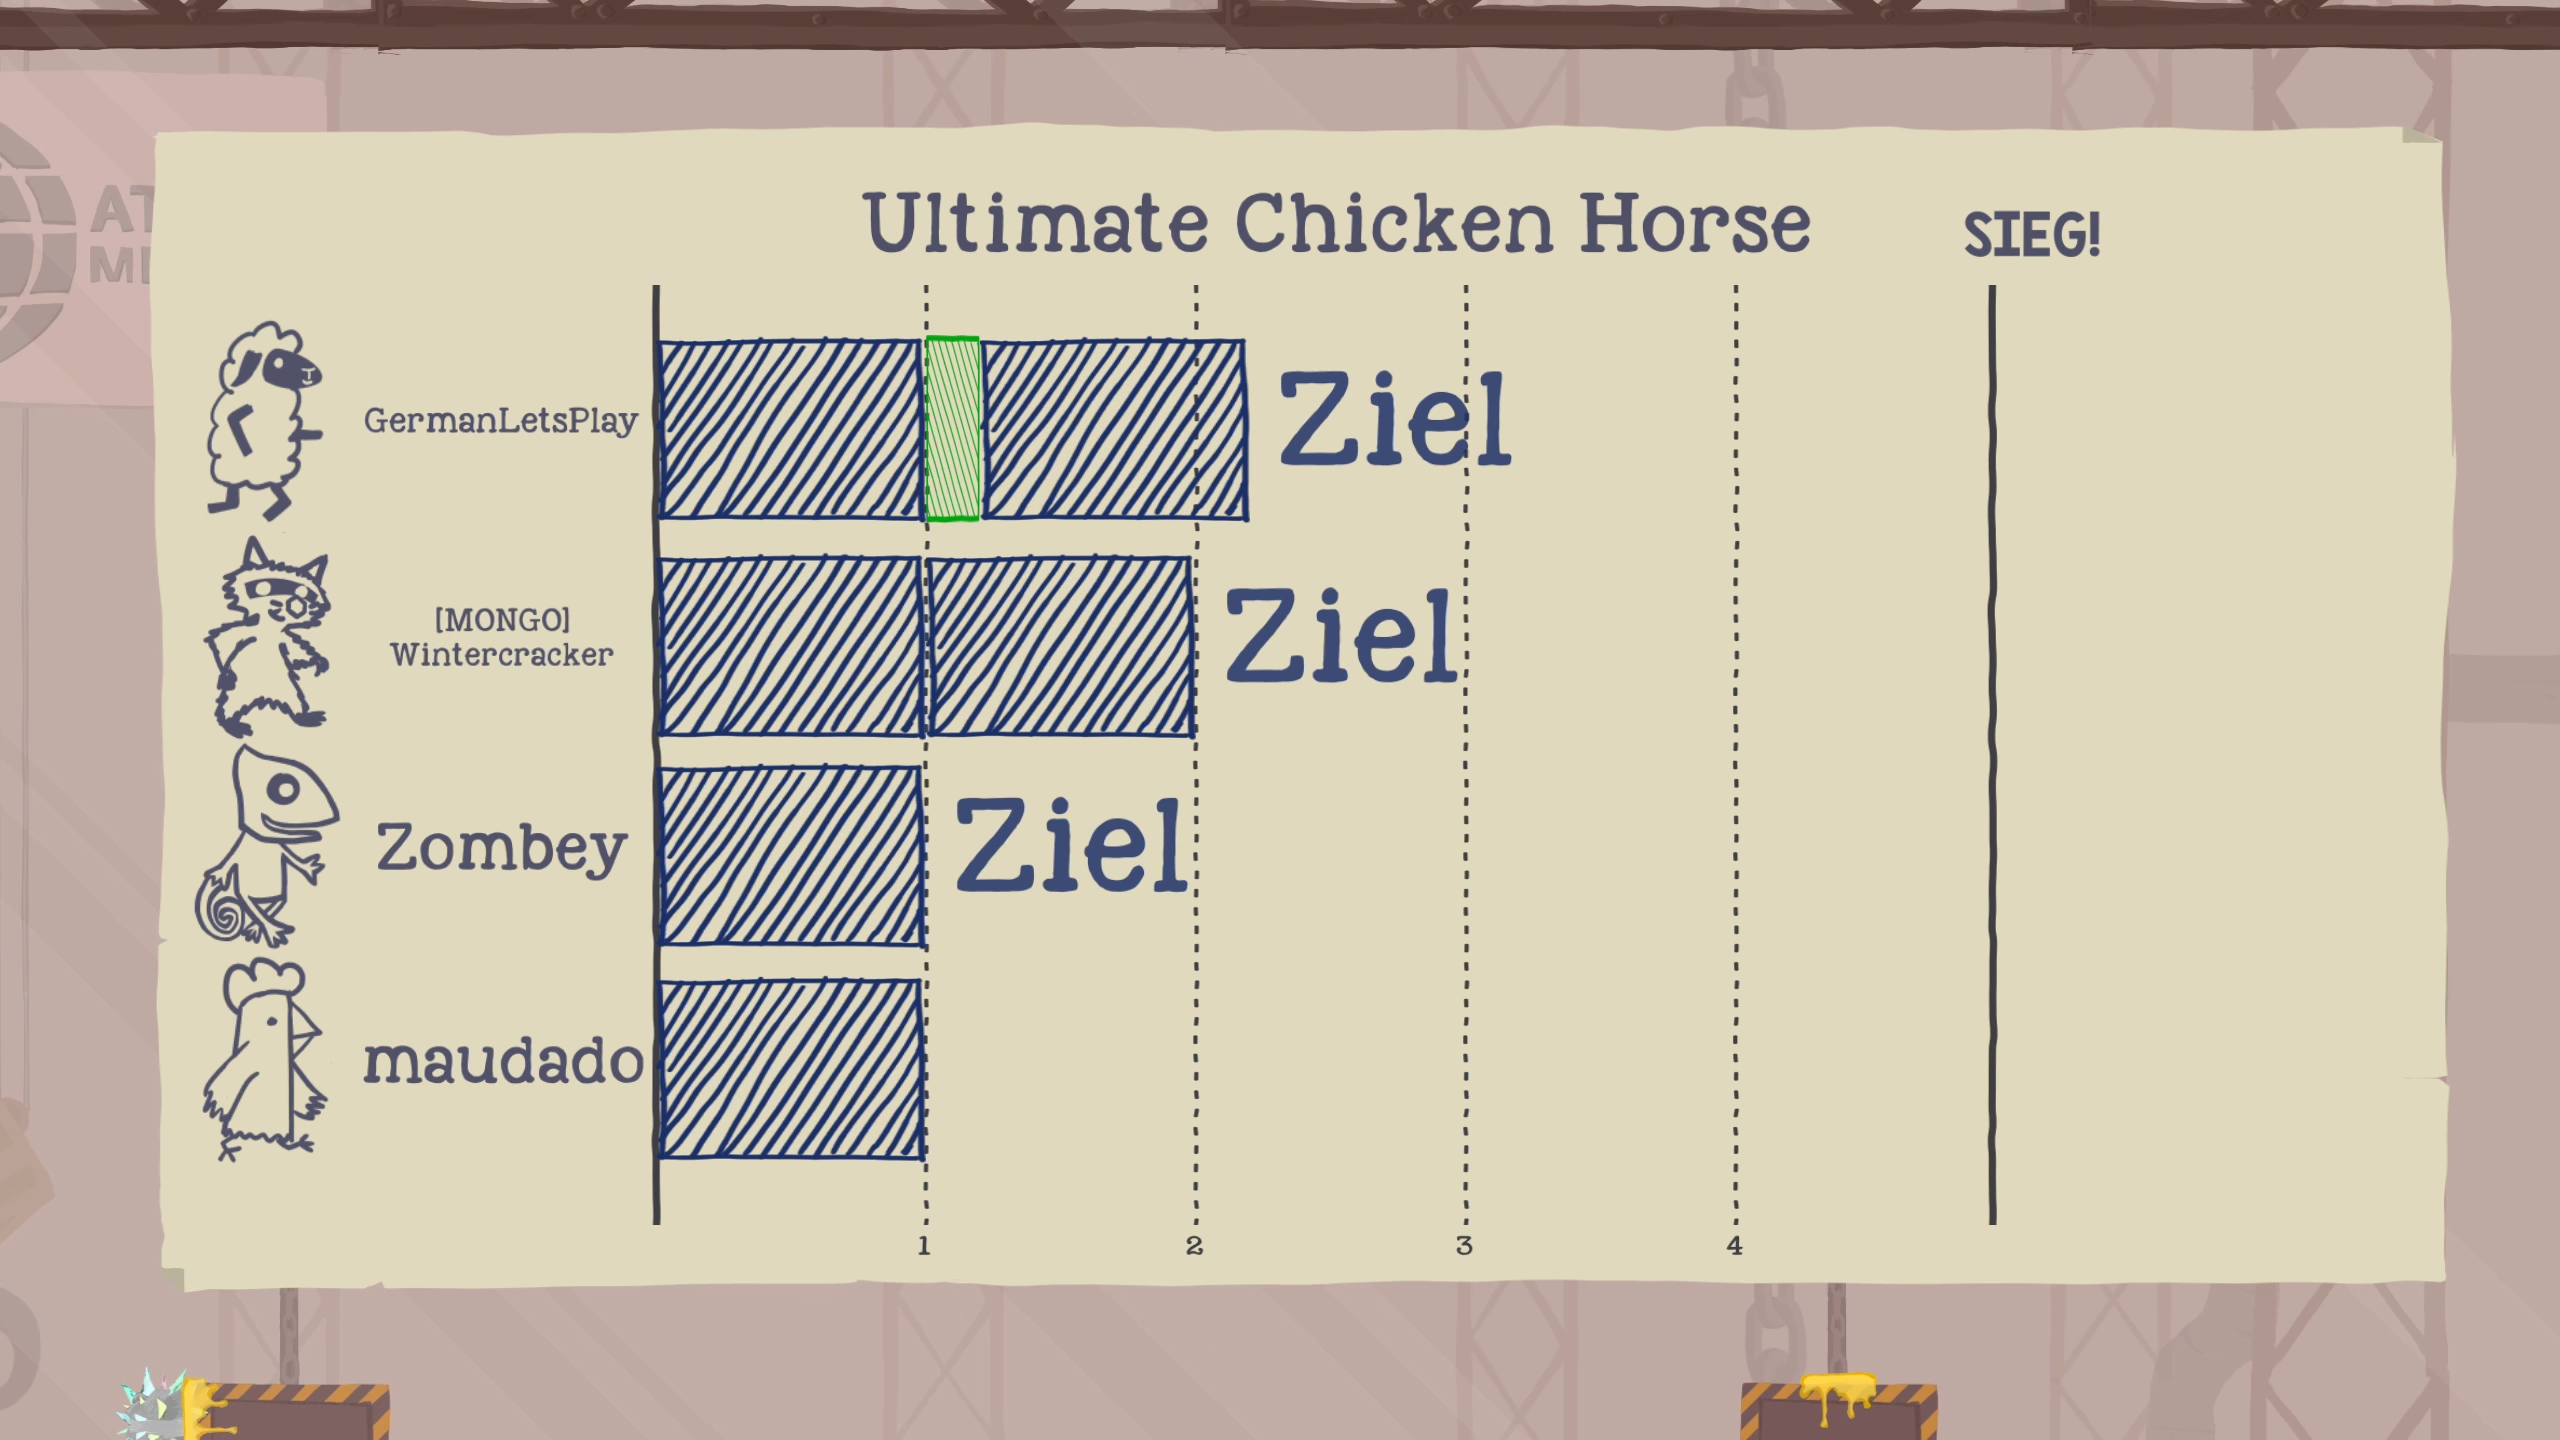 Ultimate Chicken Horse
SIEG!
GermanLetsPlay
Ziel
[MONGO]
Wintercracker
Ziel
Zombey
Ziel
maudado
1 2 3 4